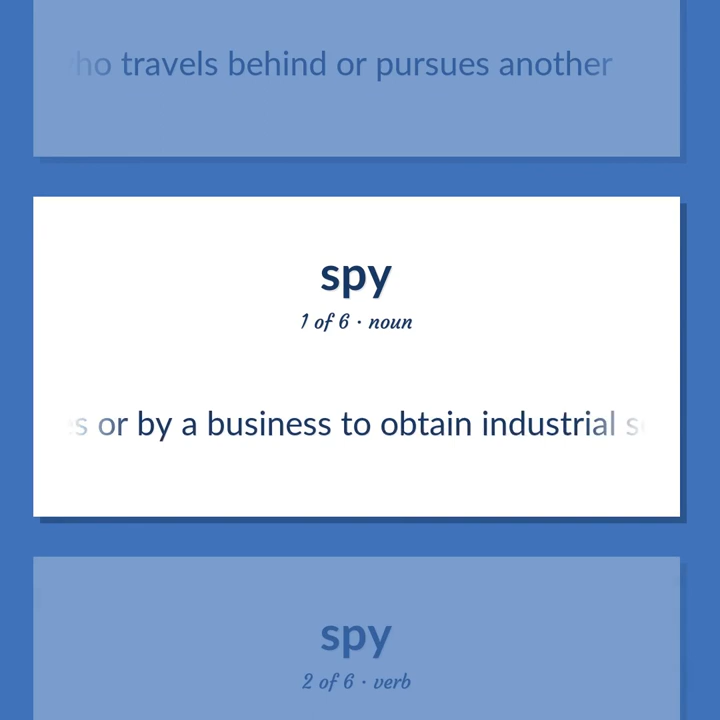 travels behind or pursues another
spy
1 of 6 · noun
or by a business to obtain industrial
spy
2 of 6 · verb